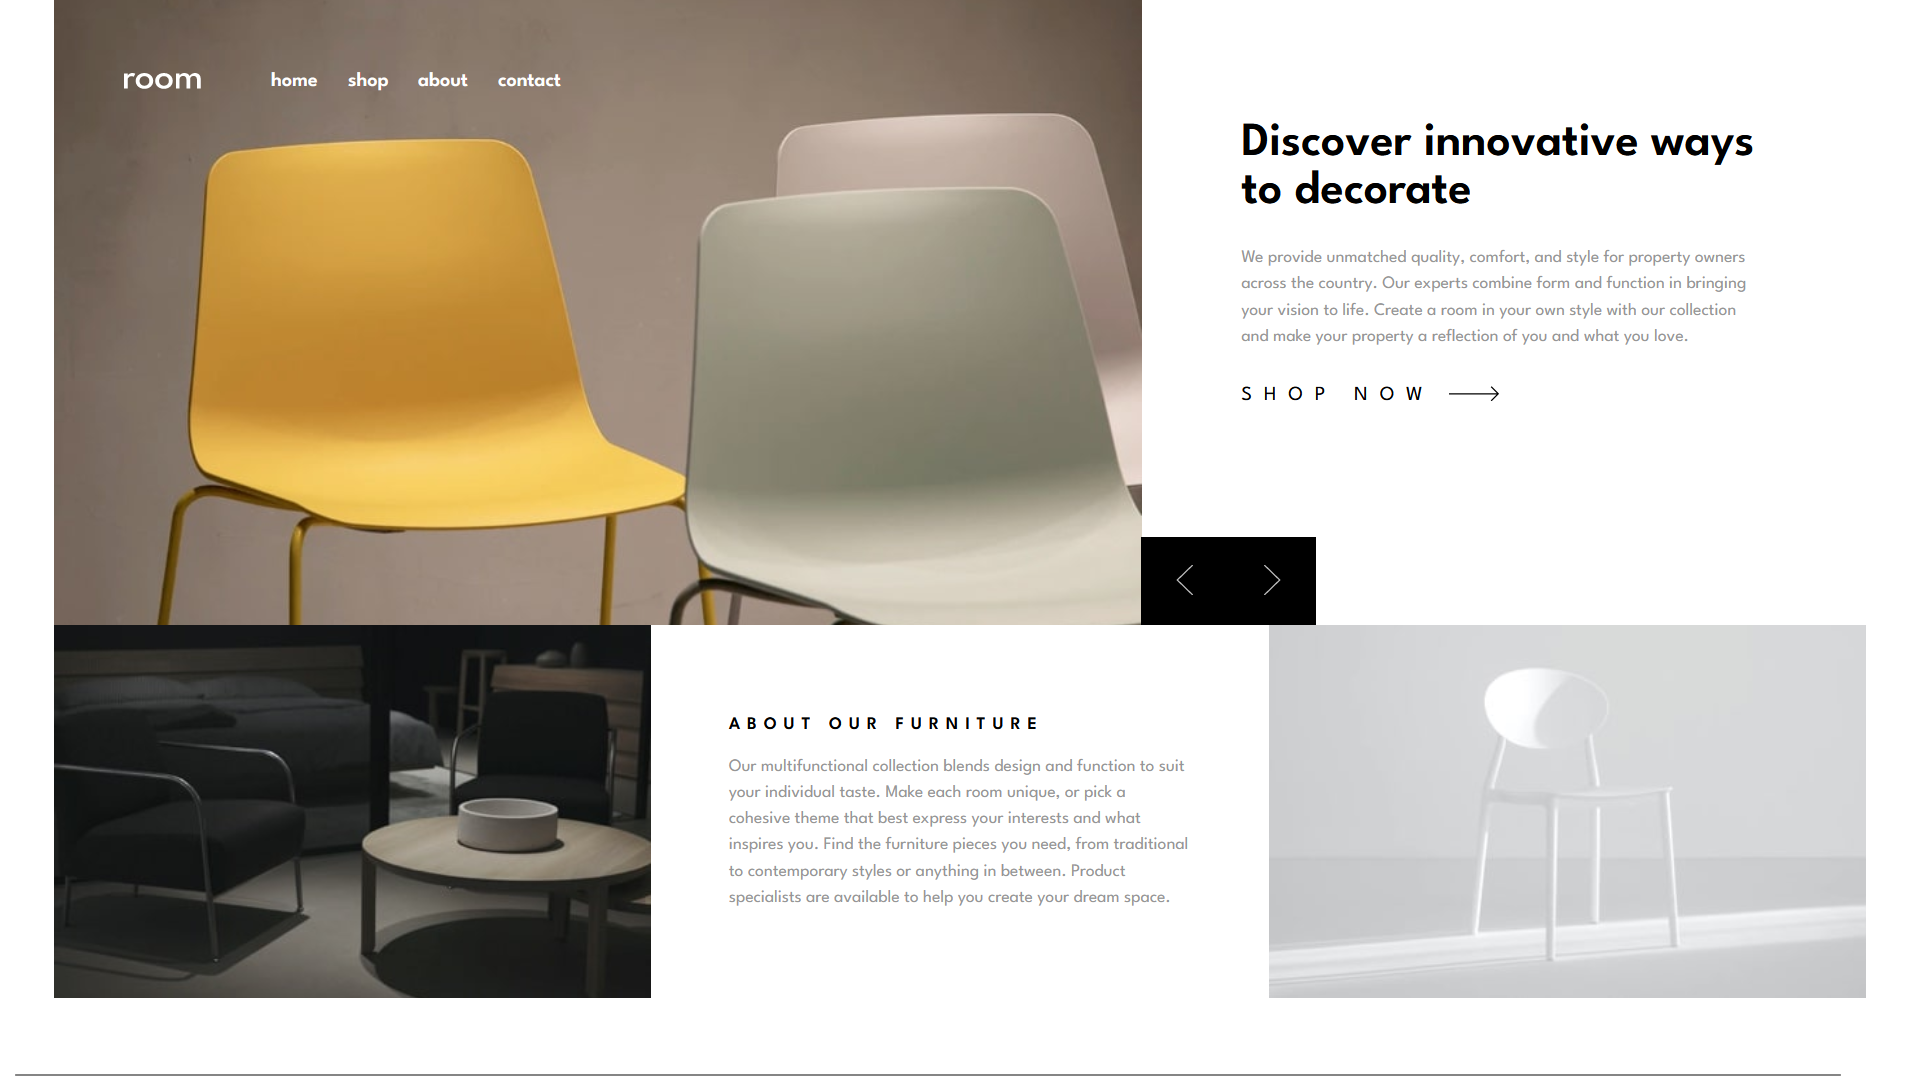 room
home shop about contact
Discover innovative ways
to decorate
We provide unmatched quality, comfort, and style for property owners
across the country. Our experts combine form and function in bringing
your vision to life. Create a room in your own style with our collection
and make your property a reflection of you and what you love.
SHOP NOW
ABOUT OUR FURNITURE
Our multifunctional collection blends design and function to suit
your individual taste. Make each room unique, or pick a
cohesive theme that best express your interests and what
inspires you. Find the furniture pieces you need, from traditional
to contemporary styles or anything in between. Product
specialists are available to help you create your dream space.